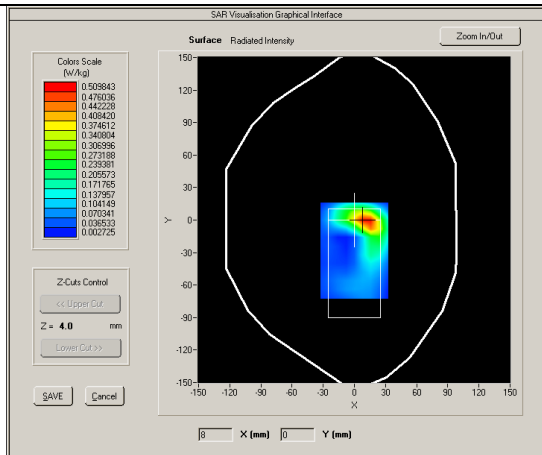 SAR Visualisation Graphical Interface
Surface Radiated Intensity
Zoom In/Out
Colors Scale
(W/kg)
0.509843
0.476036
0.442228
0.408420
0.374612
0.340804
0.306996
0.273188
0.239381
0.205573
0.171765
0.137957
0.104149
0.070341
0.036533
0.002725
Z-Cuts Control
<< Upper Cut
Z = 4.0 mm
Lower Cut >>
SAVE
Cancel
150
120
90
60
30
0
-30
-60
-90
-120
-150
Y
-150 -120 -90 -60 -30 0 30 60 90 120 150
X
8 X (mm) 0 Y (mm)